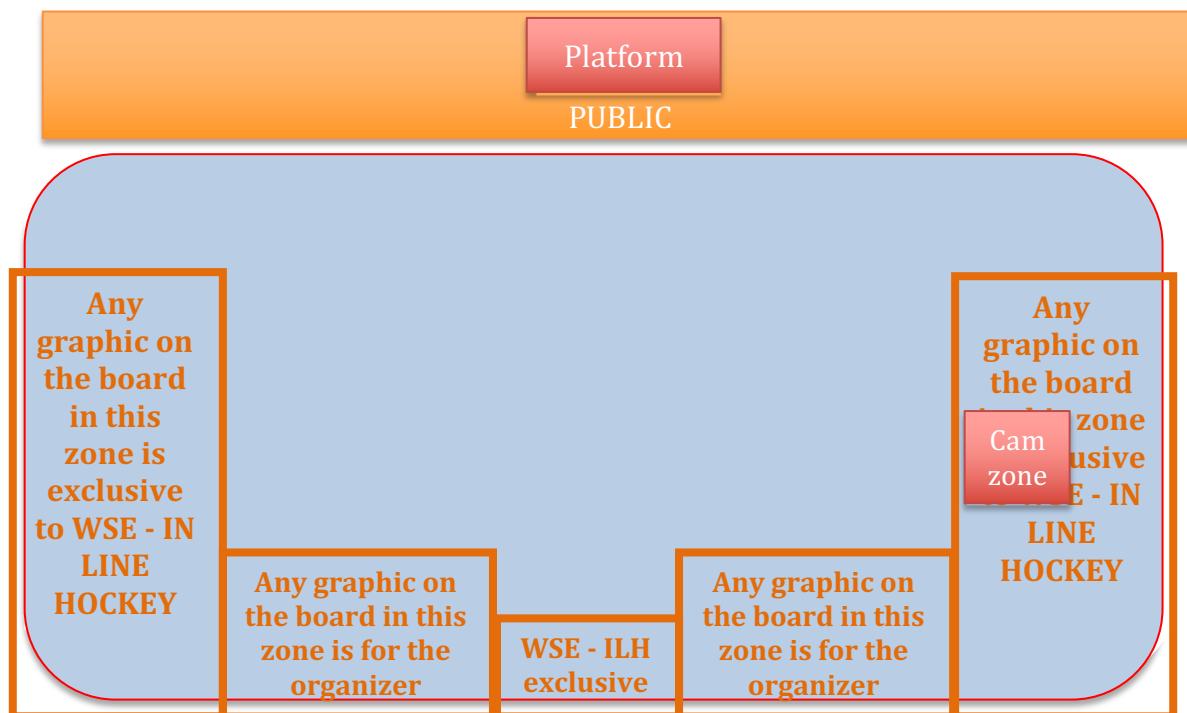 Platform
PUBLIC
Any
graphic on
the board
in this
zone is
exclusive
to WSE - IN
LINE
HOCKEY
Any graphic on
the board in this
zone is for the
organizer
WSE - ILH
exclusive
Any graphic on
the board in this
zone is for the
organizer
Any
graphic on
the board
zone
- IN
LINE
HOCKEY
Cam
zone